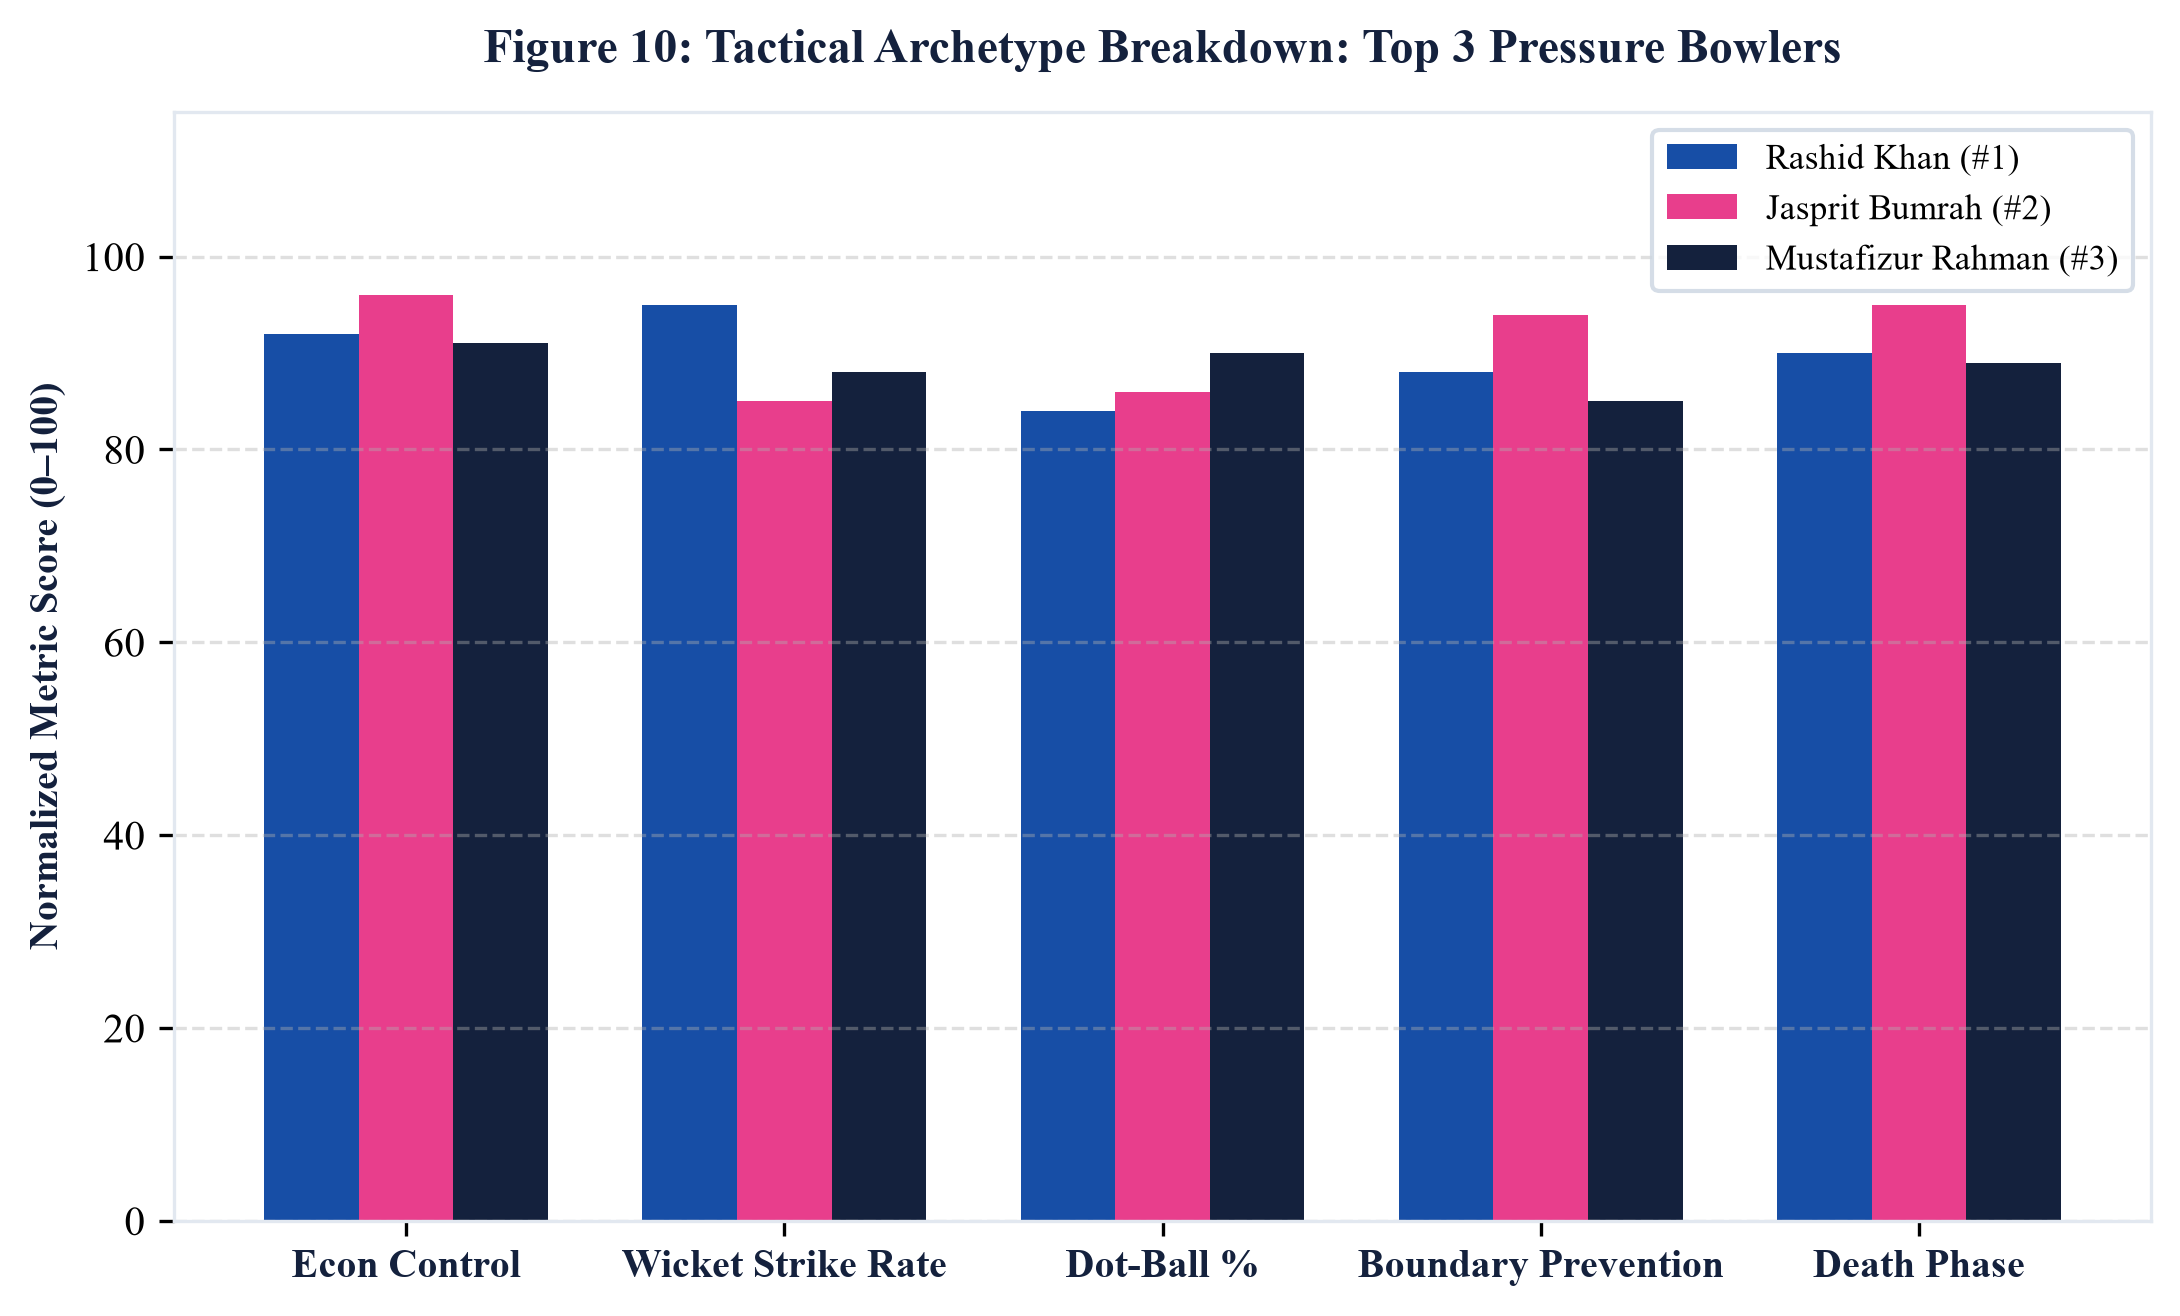 Figure 10: Tactical Archetype Breakdown: Top 3 Pressure Bowlers
Rashid Khan (#1)
Jasprit Bumrah (#2)
Mustafizur Rahman (#3)
Normalized Metric Score (0–100)
100
80
60
40
20
0
Econ Control
Wicket Strike Rate
Dot-Ball %
Boundary Prevention
Death Phase